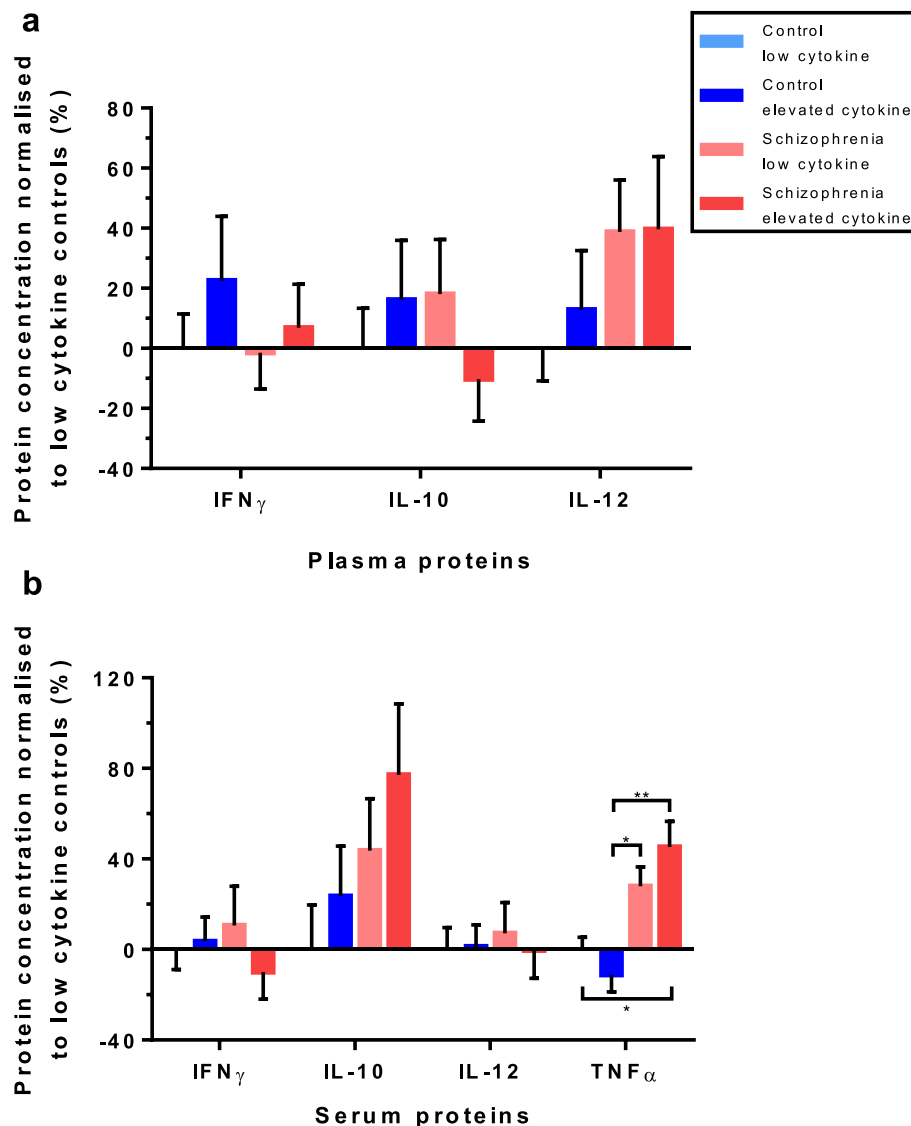 a
Control
low cytokine
Control
elevated cytokine
Schizophrenia
low cytokine
Schizophrenia
elevated cytokine
Protein concentration normalised
to low cytokine controls (%)
80
60
40
20
0
-20
-40
IFNγ IL-10 IL-12
Plasma proteins
b
Protein concentration normalised
to low cytokine controls (%)
120
80
40
0
-40
**
*
*
IFNγ IL-10 IL-12 TNFα
Serum proteins